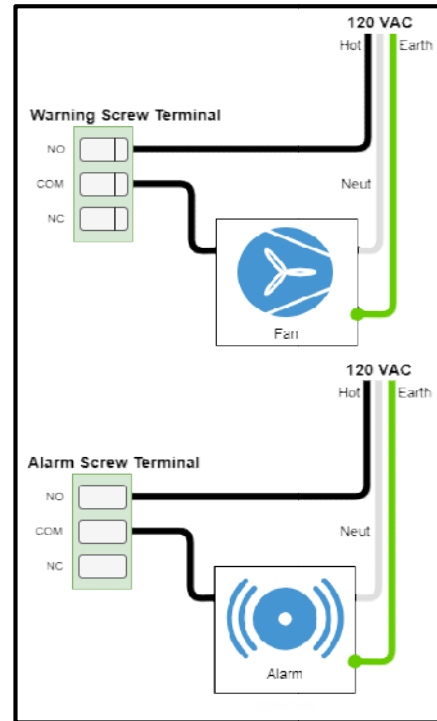 120 VAC
Hot Earth
Warning Screw Terminal
NO
COM
Neut
NC
Fan
120 VAC
Hot Earth
Alarm Screw Terminal
NO
COM
Neut
NC
Alarm